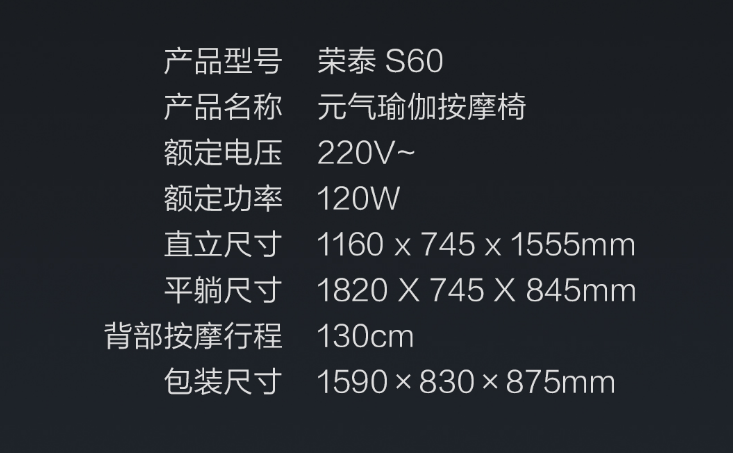 产品型号 荣泰 S60
产品名称 元气瑜伽按摩椅
额定电压 220V~
额定功率 120W
直立尺寸 1160 x 745 x 1555mm
平躺尺寸 1820 X 745 X 845mm
背部按摩行程 130cm
包装尺寸 1590×830×875mm